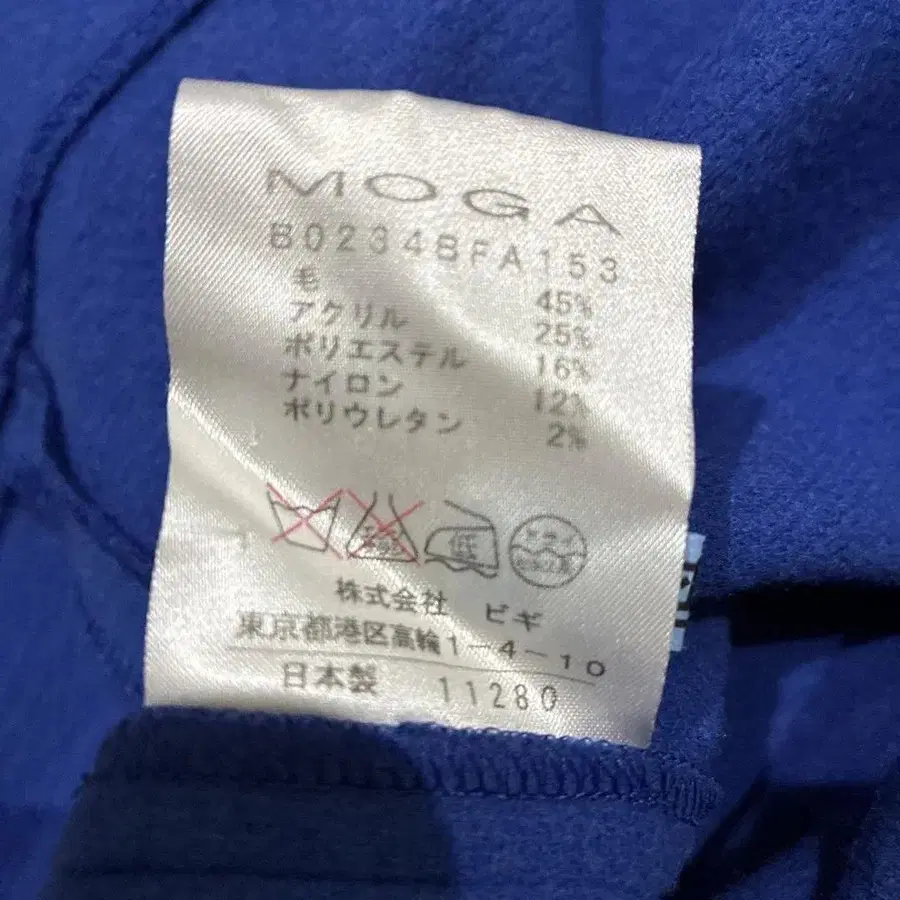 MOGA
B0234BFA153
毛 45%
アクリル 25%
ポリエステル 16%
ナイロン 12%
ポリウレタン 2%
低
株式会社 ビギ
東京都港区高輪1-4-10
日本製 11280